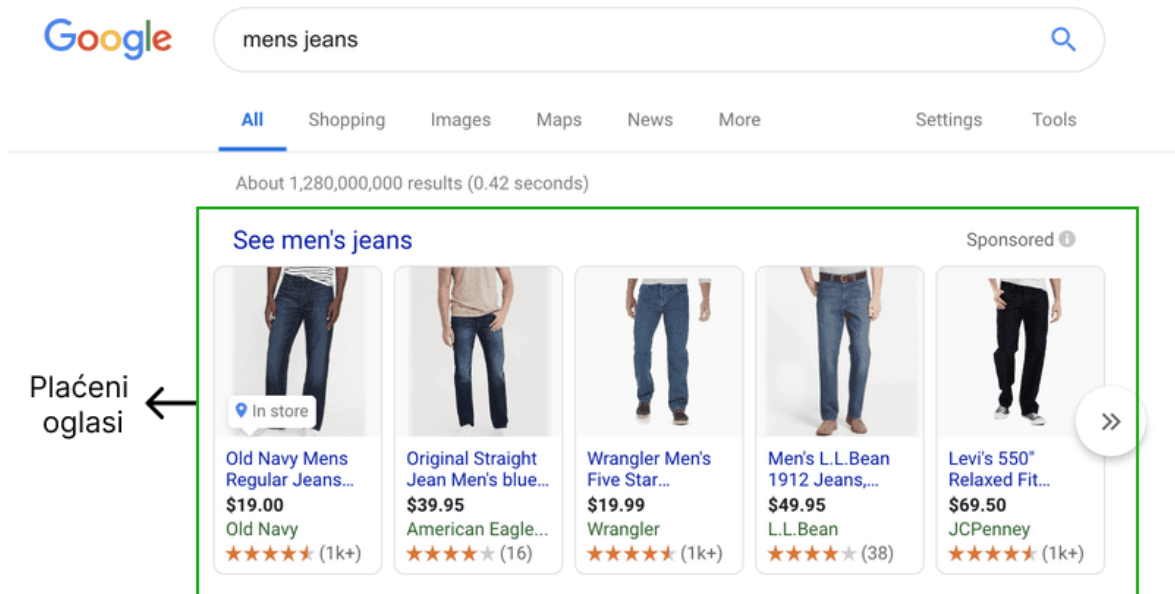 Google
mens jeans
All Shopping Images Maps News More Settings Tools
About 1,280,000,000 results (0.42 seconds)
See men's jeans
Sponsored
Plaćeni
oglasi
In store
Old Navy Mens
Regular Jeans...
$19.00
Old Navy
(1k+)
Original Straight
Jean Men's blue...
$39.95
American Eagle...
(16)
Wrangler Men's
Five Star...
$19.99
Wrangler
(1k+)
Men's L.L.Bean
1912 Jeans,...
$49.95
L.L.Bean
(38)
Levi's 550"
Relaxed Fit...
$69.50
JCPenney
(1k+)